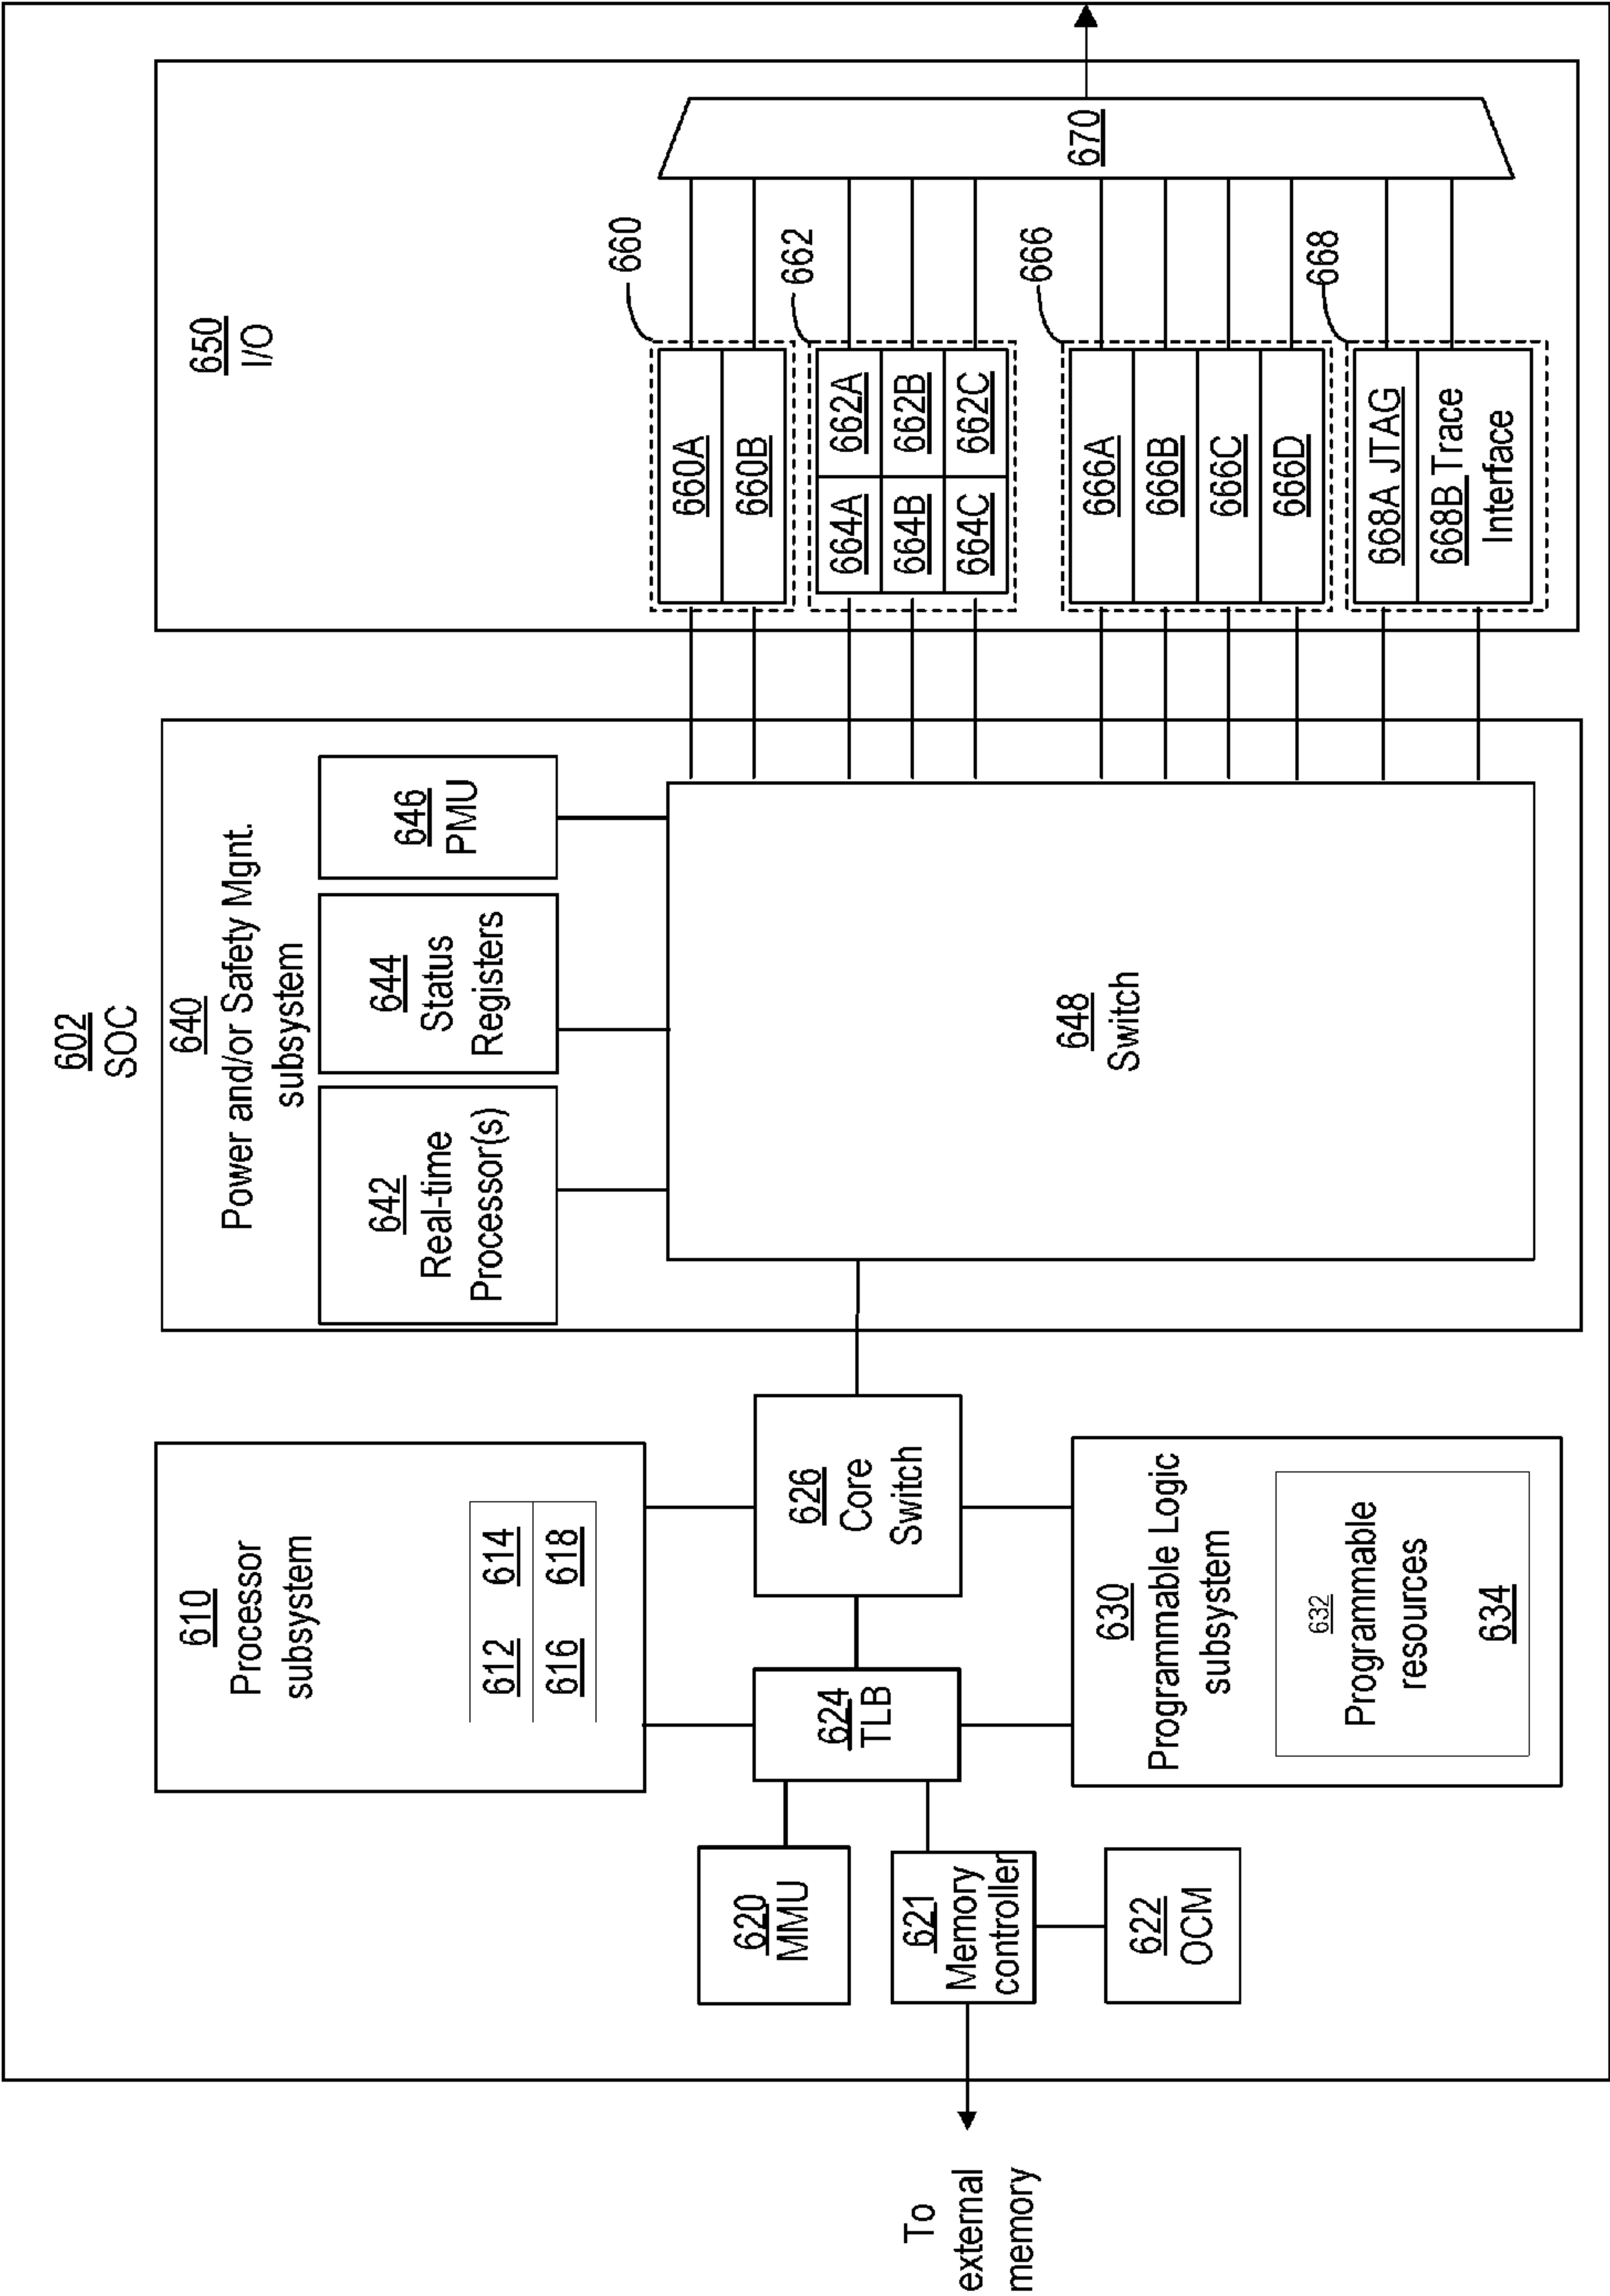 602
SOC
610
Processor
subsystem
612
614
616
618
620
MMU
621
Memory
controller
622
OCM
624
TLB
626
Core
Switch
630
Programmable Logic
subsystem
632
Programmable
resources
634
To
external
memory
640
Power and/or Safety Mgnt.
subsystem
642
Real-time
Processor(s)
644
Status
Registers
646
PMU
648
Switch
650
I/O
660
660A
660B
662
664A
662A
664B
662B
664C
662C
666
666A
666B
666C
666D
668
668A JTAG
668B Trace
Interface
670